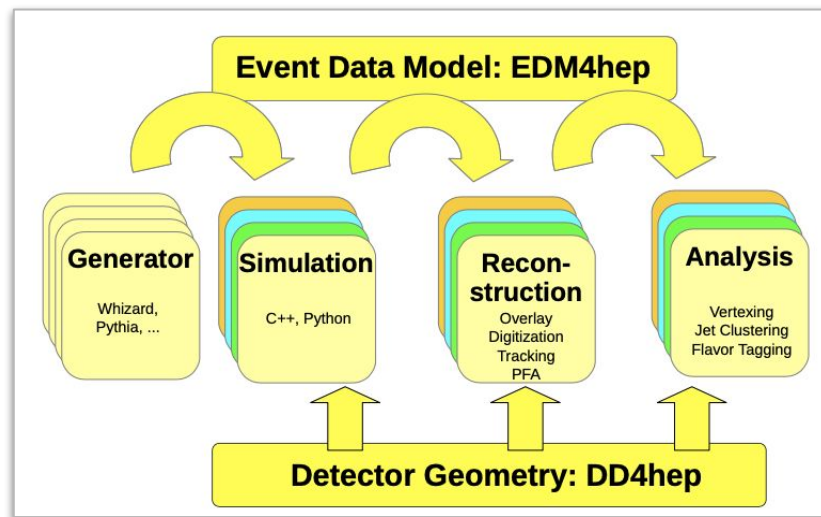 Event Data Model: EDM4hep
Generator
Whizard,
Pythia, ...
Simulation
C++, Python
Recon-
struction
Overlay
Digitization
Tracking
PFA
Analysis
Vertexing
Jet Clustering
Flavor Tagging
Detector Geometry: DD4hep